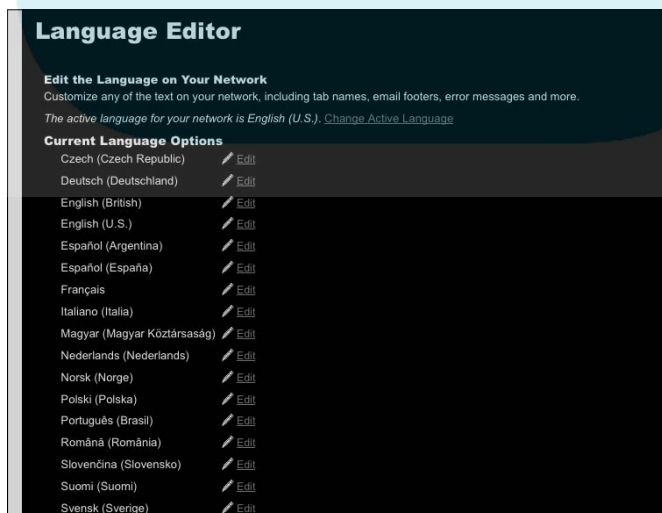 Language Editor
Edit the Language on Your Network
Customize any of the text on your network, including tab names, email footers, error messages and more.
The active language for your network is English (U.S.). Change Active Language
Current Language Options
Czech (Czech Republic) Edit
Deutsch (Deutschland) Edit
English (British) Edit
English (U.S.) Edit
Español (Argentina) Edit
Español (España) Edit
Français Edit
Italiano (Italia) Edit
Magyar (Magyar Köztársaság) Edit
Nederlands (Nederlands) Edit
Norsk (Norge) Edit
Polski (Polska) Edit
Português (Brasil) Edit
Română (România) Edit
Slovenčina (Slovensko) Edit
Suomi (Suomi) Edit
Svensk (Sverige) Edit